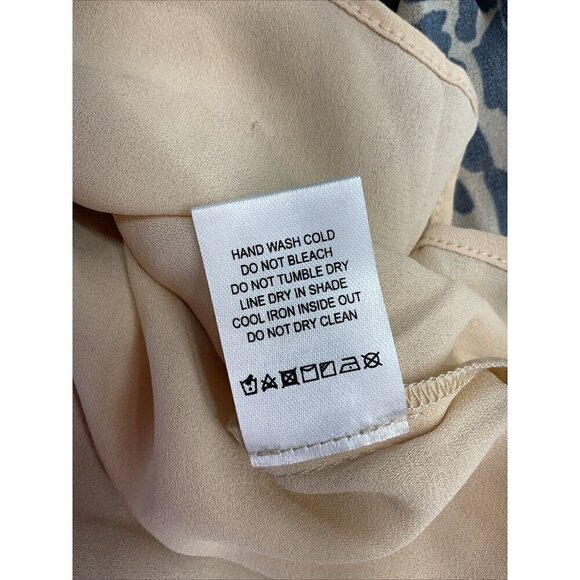 HAND WASH COLD
DO NOT BLEACH
DO NOT TUMBLE DRY
LINE DRY IN SHADE
COOL IRON INSIDE OUT
DO NOT DRY CLEAN